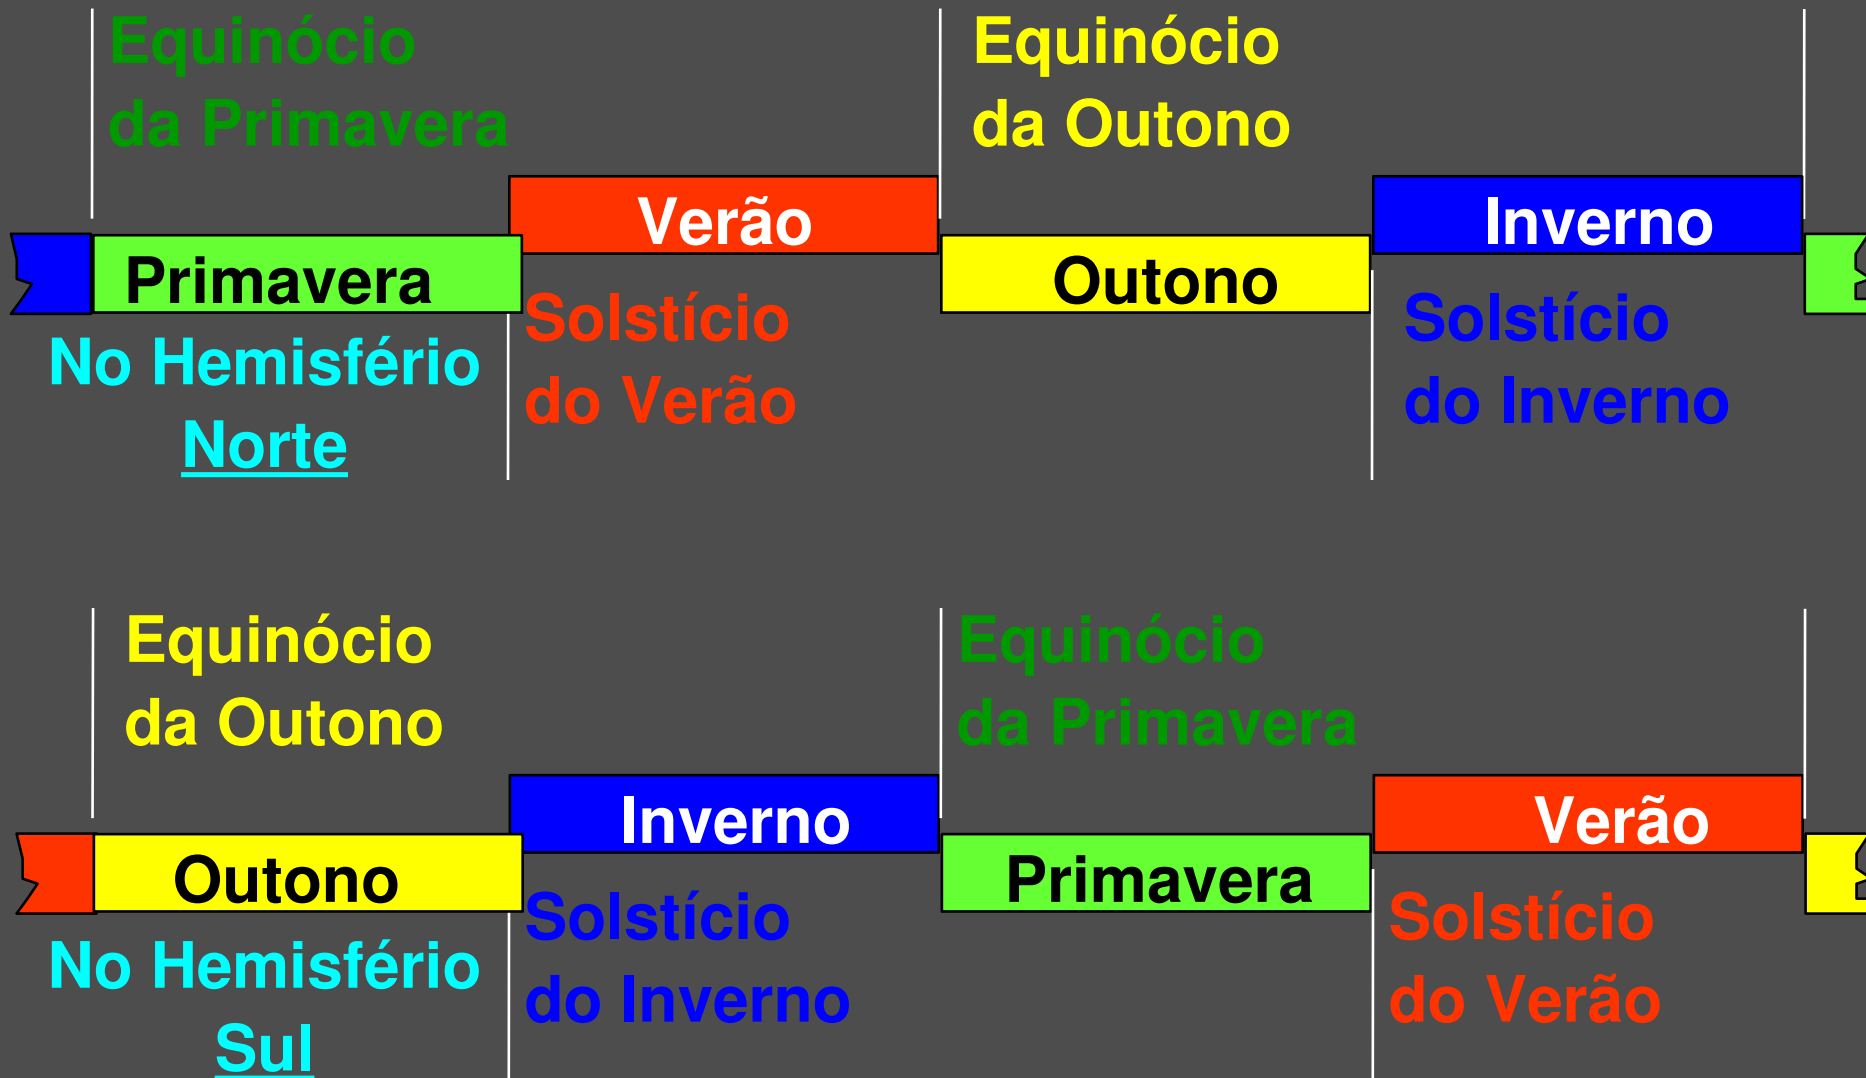 Equinócio
da Primavera
Equinócio
da Outono
Verão
Inverno
Primavera
Outono
Solstício
do Verão
Solstício
do Inverno
No Hemisfério
Norte
Equinócio
da Outono
Equinócio
da Primavera
Inverno
Verão
Outono
Primavera
Solstício
do Inverno
Solstício
do Verão
No Hemisfério
Sul